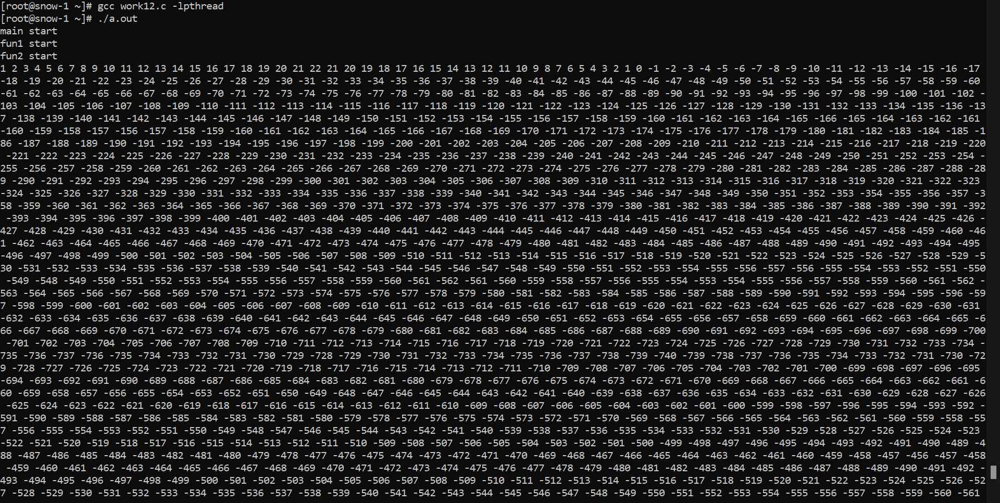 [root@snow-1 ~]# gcc work12.c -lpthread
[root@snow-1 ~]# ./a.out
main start
fun1 start
fun2 start
1 2 3 4 5 6 7 8 9 10 11 12 13 14 15 16 17 18 19 20 21 22 21 20 19 18 17 16 15 14 13 12 11 10 9 8 7 6 5 4 3 2 1 0 -1 -2 -3 -4 -5 -6 -7 -8 -9 -10 -11 -12 -13 -14 -15 -16 -17
-18 -19 -20 -21 -22 -23 -24 -25 -26 -27 -28 -29 -30 -31 -32 -33 -34 -35 -36 -37 -38 -39 -40 -41 -42 -43 -44 -45 -46 -47 -48 -49 -50 -51 -52 -53 -54 -55 -56 -57 -58 -59 -60
-61 -62 -63 -64 -65 -66 -67 -68 -69 -70 -71 -72 -73 -74 -75 -76 -77 -78 -79 -80 -81 -82 -83 -84 -85 -86 -87 -88 -89 -90 -91 -92 -93 -94 -95 -96 -97 -98 -99 -100 -101 -102 -
103 -104 -105 -106 -107 -108 -109 -110 -111 -112 -113 -114 -115 -116 -117 -118 -119 -120 -121 -122 -123 -124 -125 -126 -127 -128 -129 -130 -131 -132 -133 -134 -135 -136 -13
7 -138 -139 -140 -141 -142 -143 -144 -145 -146 -147 -148 -149 -150 -151 -152 -153 -154 -155 -156 -157 -158 -159 -160 -161 -162 -163 -164 -165 -166 -165 -164 -163 -162 -161
-160 -159 -158 -157 -156 -157 -158 -159 -160 -161 -162 -163 -164 -165 -166 -167 -168 -169 -170 -171 -172 -173 -174 -175 -176 -177 -178 -179 -180 -181 -182 -183 -184 -185 -1
86 -187 -188 -189 -190 -191 -192 -193 -194 -195 -196 -197 -198 -199 -200 -201 -202 -203 -204 -205 -206 -207 -208 -209 -210 -211 -212 -213 -214 -215 -216 -217 -218 -219 -220
-221 -222 -223 -224 -225 -226 -227 -228 -229 -230 -231 -232 -233 -234 -235 -236 -237 -238 -239 -240 -241 -242 -243 -244 -245 -246 -247 -248 -249 -250 -251 -252 -253 -254 -
255 -256 -257 -258 -259 -260 -261 -262 -263 -264 -265 -266 -267 -268 -269 -270 -271 -272 -273 -274 -275 -276 -277 -278 -279 -280 -281 -282 -283 -284 -285 -286 -287 -288 -28
9 -290 -291 -292 -293 -294 -295 -296 -297 -298 -299 -300 -301 -302 -303 -304 -305 -306 -307 -308 -309 -310 -311 -312 -313 -314 -315 -316 -317 -318 -319 -320 -321 -322 -323
-324 -325 -326 -327 -328 -329 -330 -331 -332 -333 -334 -335 -336 -337 -338 -339 -340 -341 -342 -343 -344 -345 -346 -347 -348 -349 -350 -351 -352 -353 -354 -355 -356 -357 -3
58 -359 -360 -361 -362 -363 -364 -365 -366 -367 -368 -369 -370 -371 -372 -373 -374 -375 -376 -377 -378 -379 -380 -381 -382 -383 -384 -385 -386 -387 -388 -389 -390 -391 -392
-393 -394 -395 -396 -397 -398 -399 -400 -401 -402 -403 -404 -405 -406 -407 -408 -409 -410 -411 -412 -413 -414 -415 -416 -417 -418 -419 -420 -421 -422 -423 -424 -425 -426 -
427 -428 -429 -430 -431 -432 -433 -434 -435 -436 -437 -438 -439 -440 -441 -442 -443 -444 -445 -446 -447 -448 -449 -450 -451 -452 -453 -454 -455 -456 -457 -458 -459 -460 -46
1 -462 -463 -464 -465 -466 -467 -468 -469 -470 -471 -472 -473 -474 -475 -476 -477 -478 -479 -480 -481 -482 -483 -484 -485 -486 -487 -488 -489 -490 -491 -492 -493 -494 -495
-496 -497 -498 -499 -500 -501 -502 -503 -504 -505 -506 -507 -508 -509 -510 -511 -512 -513 -514 -515 -516 -517 -518 -519 -520 -521 -522 -523 -524 -525 -526 -527 -528 -529 -5
30 -531 -532 -533 -534 -535 -536 -537 -538 -539 -540 -541 -542 -543 -544 -545 -546 -547 -548 -549 -550 -551 -552 -553 -554 -555 -556 -557 -556 -555 -554 -553 -552 -551 -550
-549 -548 -549 -550 -551 -552 -553 -554 -555 -556 -557 -558 -559 -560 -561 -562 -561 -560 -559 -558 -557 -556 -555 -554 -553 -554 -555 -556 -557 -558 -559 -560 -561 -562 -
563 -564 -565 -566 -567 -568 -569 -570 -571 -572 -573 -574 -575 -576 -577 -578 -579 -580 -581 -582 -583 -584 -585 -586 -587 -588 -589 -590 -591 -592 -593 -594 -595 -596 -59
7 -598 -599 -600 -601 -602 -603 -604 -605 -606 -607 -608 -609 -610 -611 -612 -613 -614 -615 -616 -617 -618 -619 -620 -621 -622 -623 -624 -625 -626 -627 -628 -629 -630 -631
-632 -633 -634 -635 -636 -637 -638 -639 -640 -641 -642 -643 -644 -645 -646 -647 -648 -649 -650 -651 -652 -653 -654 -655 -656 -657 -658 -659 -660 -661 -662 -663 -664 -665 -6
66 -667 -668 -669 -670 -671 -672 -673 -674 -675 -676 -677 -678 -679 -680 -681 -682 -683 -684 -685 -686 -687 -688 -689 -690 -691 -692 -693 -694 -695 -696 -697 -698 -699 -700
-701 -702 -703 -704 -705 -706 -707 -708 -709 -710 -711 -712 -713 -714 -715 -716 -717 -718 -719 -720 -721 -722 -723 -724 -725 -726 -727 -728 -729 -730 -731 -732 -733 -734 -
735 -736 -737 -736 -735 -734 -733 -732 -731 -730 -729 -728 -729 -730 -731 -732 -733 -734 -735 -736 -737 -738 -739 -740 -739 -738 -737 -736 -735 -734 -733 -732 -731 -730 -72
9 -728 -727 -726 -725 -724 -723 -722 -721 -720 -719 -718 -717 -716 -715 -714 -713 -712 -711 -710 -709 -708 -707 -706 -705 -704 -703 -702 -701 -700 -699 -698 -697 -696 -695
-694 -693 -692 -691 -690 -689 -688 -687 -686 -685 -684 -683 -682 -681 -680 -679 -678 -677 -676 -675 -674 -673 -672 -671 -670 -669 -668 -667 -666 -665 -664 -663 -662 -661 -6
60 -659 -658 -657 -656 -655 -654 -653 -652 -651 -650 -649 -648 -647 -646 -645 -644 -643 -642 -641 -640 -639 -638 -637 -636 -635 -634 -633 -632 -631 -630 -629 -628 -627 -626
-625 -624 -623 -622 -621 -620 -619 -618 -617 -616 -615 -614 -613 -612 -611 -610 -609 -608 -607 -606 -605 -604 -603 -602 -601 -600 -599 -598 -597 -596 -595 -594 -593 -592 -
591 -590 -589 -588 -587 -586 -585 -584 -583 -582 -581 -580 -579 -578 -577 -576 -575 -574 -573 -572 -571 -570 -569 -568 -567 -566 -565 -564 -563 -562 -561 -560 -559 -558 -55
7 -556 -555 -554 -553 -552 -551 -550 -549 -548 -547 -546 -545 -544 -543 -542 -541 -540 -539 -538 -537 -536 -535 -534 -533 -532 -531 -530 -529 -528 -527 -526 -525 -524 -523
-522 -521 -520 -519 -518 -517 -516 -515 -514 -513 -512 -511 -510 -509 -508 -507 -506 -505 -504 -503 -502 -501 -500 -499 -498 -497 -496 -495 -494 -493 -492 -491 -490 -489 -4
88 -487 -486 -485 -484 -483 -482 -481 -480 -479 -478 -477 -476 -475 -474 -473 -472 -471 -470 -469 -468 -467 -466 -465 -464 -463 -462 -461 -460 -459 -458 -457 -456 -457 -458
-459 -460 -461 -462 -463 -464 -465 -466 -467 -468 -469 -470 -471 -472 -473 -474 -475 -476 -477 -478 -479 -480 -481 -482 -483 -484 -485 -486 -487 -488 -489 -490 -491 -492 -
493 -494 -495 -496 -497 -498 -499 -500 -501 -502 -503 -504 -505 -506 -507 -508 -509 -510 -511 -512 -513 -514 -515 -516 -517 -518 -519 -520 -521 -522 -523 -524 -525 -526 -52
7 -528 -529 -530 -531 -532 -533 -534 -535 -536 -537 -538 -539 -540 -541 -542 -543 -544 -545 -546 -547 -548 -549 -550 -551 -552 -553 -554 -555 -556 -557 -558 -559 -560 -561